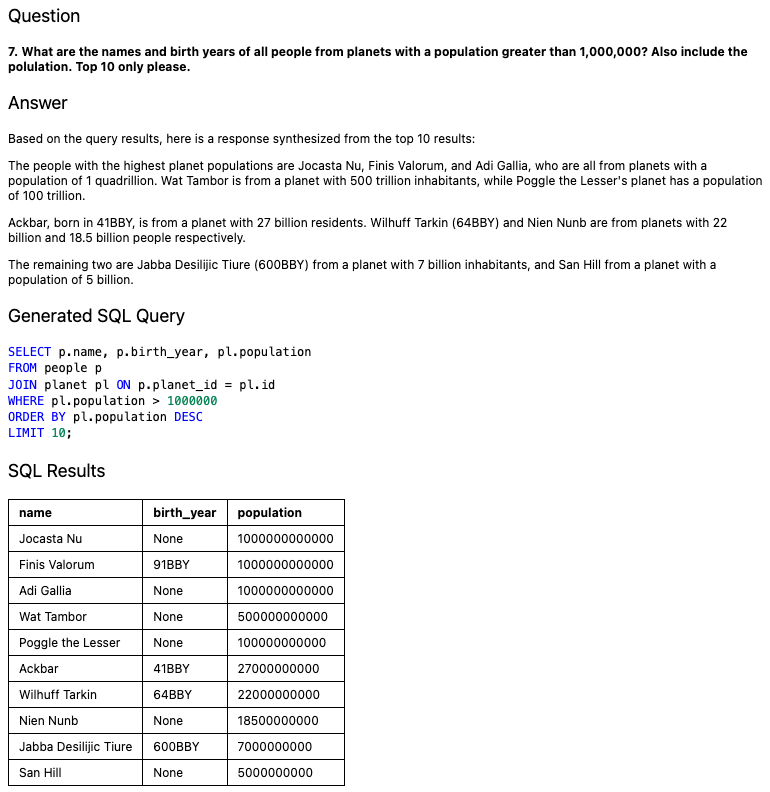 Question
7. What are the names and birth years of all people from planets with a population greater than 1,000,000? Also include the
polulation. Top 10 only please.
Answer
Based on the query results, here is a response synthesized from the top 10 results:
The people with the highest planet populations are Jocasta Nu, Finis Valorum, and Adi Gallia, who are all from planets with a
population of 1 quadrillion. Wat Tambor is from a planet with 500 trillion inhabitants, while Poggle the Lesser's planet has a population
of 100 trillion.
Ackbar, born in 41BBY, is from a planet with 27 billion residents. Wilhuff Tarkin (64BBY) and Nien Nunb are from planets with 22
billion and 18.5 billion people respectively.
The remaining two are Jabba Desilijic Tiure (600BBY) from a planet with 7 billion inhabitants, and San Hill from a planet with a
population of 5 billion.
Generated SQL Query
SELECT p.name, p.birth_year, pl.population
FROM people p
JOIN planet pl ON p.planet_id = pl.id
WHERE pl.population > 1000000
ORDER BY pl.population DESC
LIMIT 10;
SQL Results
name birth_year population
Jocasta Nu None 1000000000000
Finis Valorum 91BBY 1000000000000
Adi Gallia None 1000000000000
Wat Tambor None 500000000000
Poggle the Lesser None 100000000000
Ackbar 41BBY 27000000000
Wilhuff Tarkin 64BBY 22000000000
Nien Nunb None 18500000000
Jabba Desilijic Tiure 600BBY 7000000000
San Hill None 5000000000